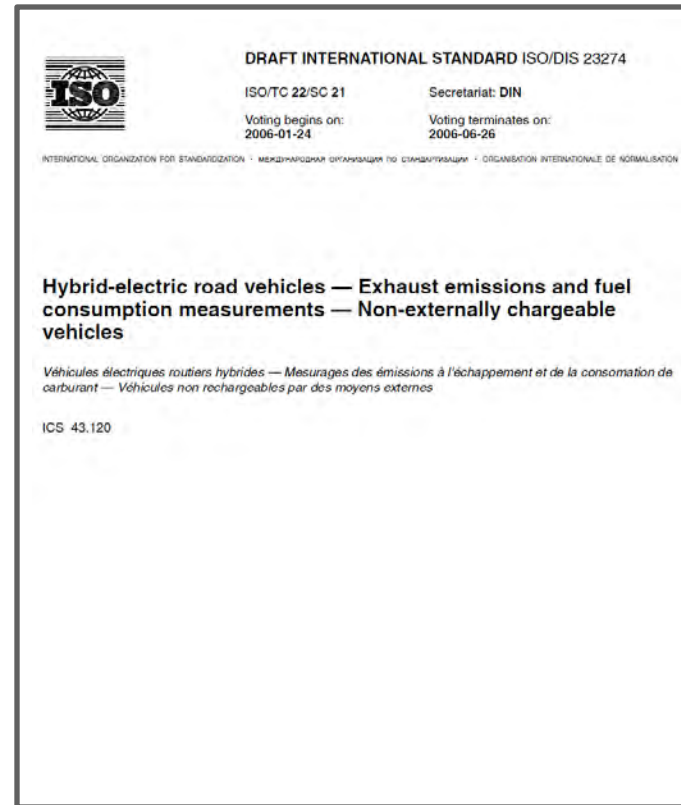 DRAFT INTERNATIONAL STANDARD ISO/DIS 23274
ISO
ISO/TC 22/SC 21 Secretariat: DIN
Voting begins on: Voting terminates on:
2006-01-24 2006-06-26
INTERNATIONAL ORGANIZATION FOR STANDARDIZATION • МЕЖДУНАРОДНАЯ ОРГАНИЗАЦИЯ ПО СТАНДАРТИЗАЦИИ • ORGANISATION INTERNATIONALE DE NORMALISATION
Hybrid-electric road vehicles — Exhaust emissions and fuel
consumption measurements — Non-externally chargeable
vehicles
Véhicules électriques routiers hybrides — Mesurages des émissions à l'échappement et de la consomation de
carburant — Véhicules non rechargeables par des moyens externes
ICS 43.120